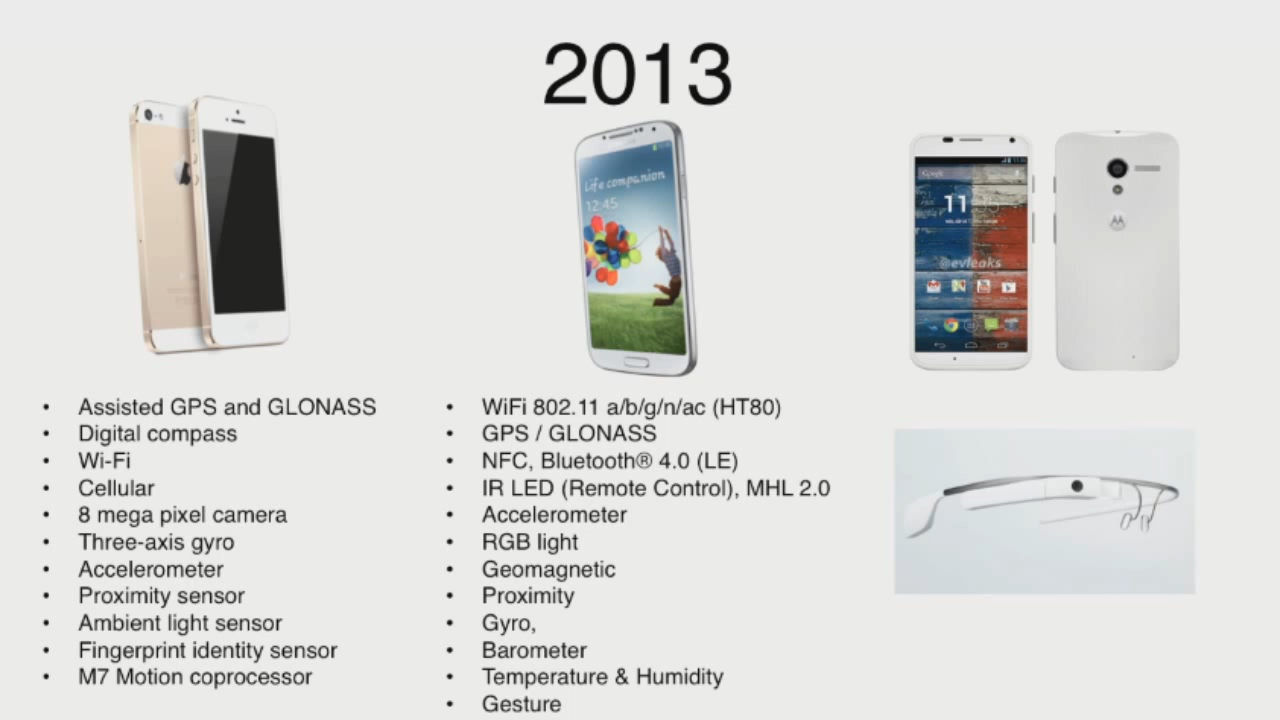 2013
Life companion
12:45
Google
11
@evleaks
• Assisted GPS and GLONASS
• Digital compass
• Wi-Fi
• Cellular
• 8 mega pixel camera
• Three-axis gyro
• Accelerometer
• Proximity sensor
• Ambient light sensor
• Fingerprint identity sensor
• M7 Motion coprocessor
• WiFi 802.11 a/b/g/n/ac (HT80)
• GPS / GLONASS
• NFC, Bluetooth® 4.0 (LE)
• IR LED (Remote Control), MHL 2.0
• Accelerometer
• RGB light
• Geomagnetic
• Proximity
• Gyro,
• Barometer
• Temperature & Humidity
• Gesture